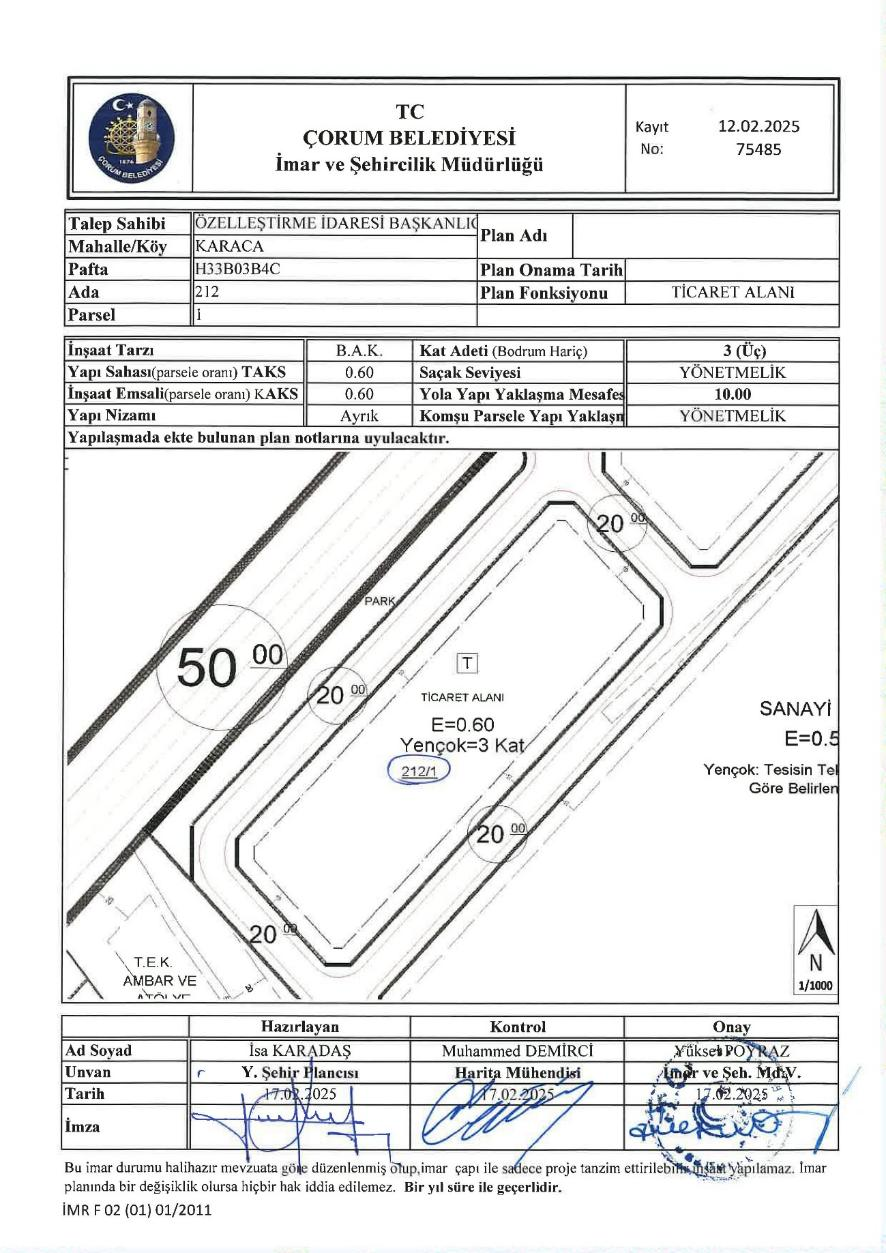 TC
ÇORUM BELEDİYESİ
İmar ve Şehircilik Müdürlüğü
Kayıt 12.02.2025
No: 75485
1874
ÇORUM BELEDİYESİ
Talep Sahibi ÖZELLEŞTİRME İDARESİ BAŞKANLIĞ
Plan Adı
Mahalle/Köy KARACA
Pafta H33B03B4C Plan Onama Tarih
Ada 212 Plan Fonksiyonu TİCARET ALANI
Parsel 1
İnşaat Tarzı B.A.K. Kat Adeti (Bodrum Hariç) 3 (Üç)
Yapı Sahası(parsele oranı) TAKS 0.60 Saçak Seviyesi YÖNETMELİK
İnşaat Emsali(parsele oranı) KAKS 0.60 Yola Yapı Yaklaşma Mesafes 10.00
Yapı Nizamı Ayrık Komşu Parsele Yapı Yaklaşn YÖNETMELİK
Yapılaşmada ekte bulunan plan notlarına uyulacaktır.
20 00
PARK
50 00
T
20 00
TİCARET ALANI
E=0.60
Yençok=3 Kat
212/1
SANAYİ
E=0.5
Yençok: Tesisin Tel
Göre Belirlen
20 00
20 00
T.E.K.
AMBAR VE
ATÖLYE
N
1/1000
Hazırlayan Kontrol Onay
Ad Soyad İsa KARADAŞ Muhammed DEMİRCİ Yüksel POYRAZ
Unvan Y. Şehir Plancısı Harita Mühendisi İmar ve Şeh. Md.V.
Tarih 17.02.2025 17.02.2025 17.02.2025
İmza
Bu imar durumu halihazır mevzuata göre düzenlenmiş olup,imar çapı ile sadece proje tanzim ettirilebilir,inşaat yapılamaz. İmar
planında bir değişiklik olursa hiçbir hak iddia edilemez. Bir yıl süre ile geçerlidir.
İMR F 02 (01) 01/2011